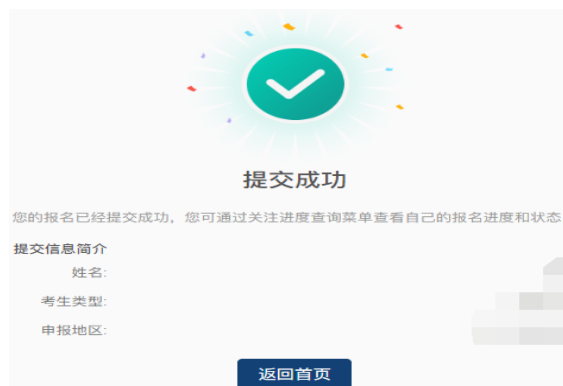 提交成功
您的报名已经提交成功，您可通过关注进度查询菜单查看自己的报名进度和状态
提交信息简介
姓名:
考生类型:
申报地区:
返回首页